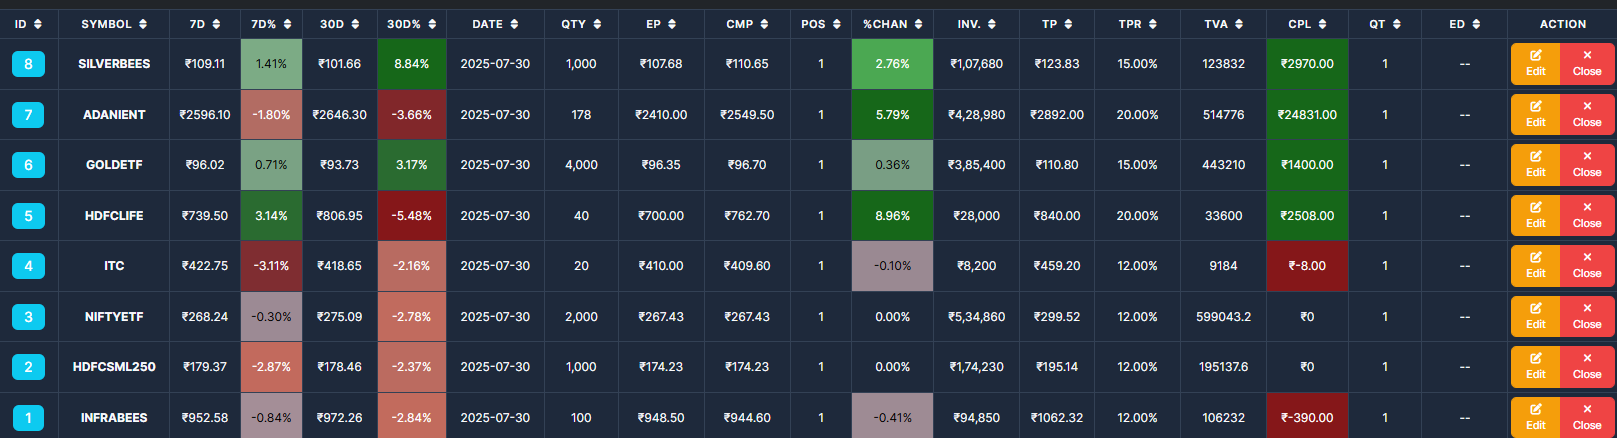 ID SYMBOL 7D 7D% 30D 30D% DATE QTY EP CMP POS %CHAN INV. TP TPR TVA CPL QT ED ACTION
8 SILVERBEES ₹109.11 1.41% ₹101.66 8.84% 2025-07-30 1,000 ₹107.68 ₹110.65 1 2.76% ₹1,07,680 ₹123.83 15.00% 123832 ₹2970.00 1 -- Edit Close
7 ADANIENT ₹2596.10 -1.80% ₹2646.30 -3.66% 2025-07-30 178 ₹2410.00 ₹2549.50 1 5.79% ₹4,28,980 ₹2892.00 20.00% 514776 ₹24831.00 1 -- Edit Close
6 GOLDETF ₹96.02 0.71% ₹93.73 3.17% 2025-07-30 4,000 ₹96.35 ₹96.70 1 0.36% ₹3,85,400 ₹110.80 15.00% 443210 ₹1400.00 1 -- Edit Close
5 HDFCLIFE ₹739.50 3.14% ₹806.95 -5.48% 2025-07-30 40 ₹700.00 ₹762.70 1 8.96% ₹28,000 ₹840.00 20.00% 33600 ₹2508.00 1 -- Edit Close
4 ITC ₹422.75 -3.11% ₹418.65 -2.16% 2025-07-30 20 ₹410.00 ₹409.60 1 -0.10% ₹8,200 ₹459.20 12.00% 9184 ₹-8.00 1 -- Edit Close
3 NIFTYETF ₹268.24 -0.30% ₹275.09 -2.78% 2025-07-30 2,000 ₹267.43 ₹267.43 1 0.00% ₹5,34,860 ₹299.52 12.00% 599043.2 ₹0 1 -- Edit Close
2 HDFCSML250 ₹179.37 -2.87% ₹178.46 -2.37% 2025-07-30 1,000 ₹174.23 ₹174.23 1 0.00% ₹1,74,230 ₹195.14 12.00% 195137.6 ₹0 1 -- Edit Close
1 INFRABEES ₹952.58 -0.84% ₹972.26 -2.84% 2025-07-30 100 ₹948.50 ₹944.60 1 -0.41% ₹94,850 ₹1062.32 12.00% 106232 ₹-390.00 1 -- Edit Close